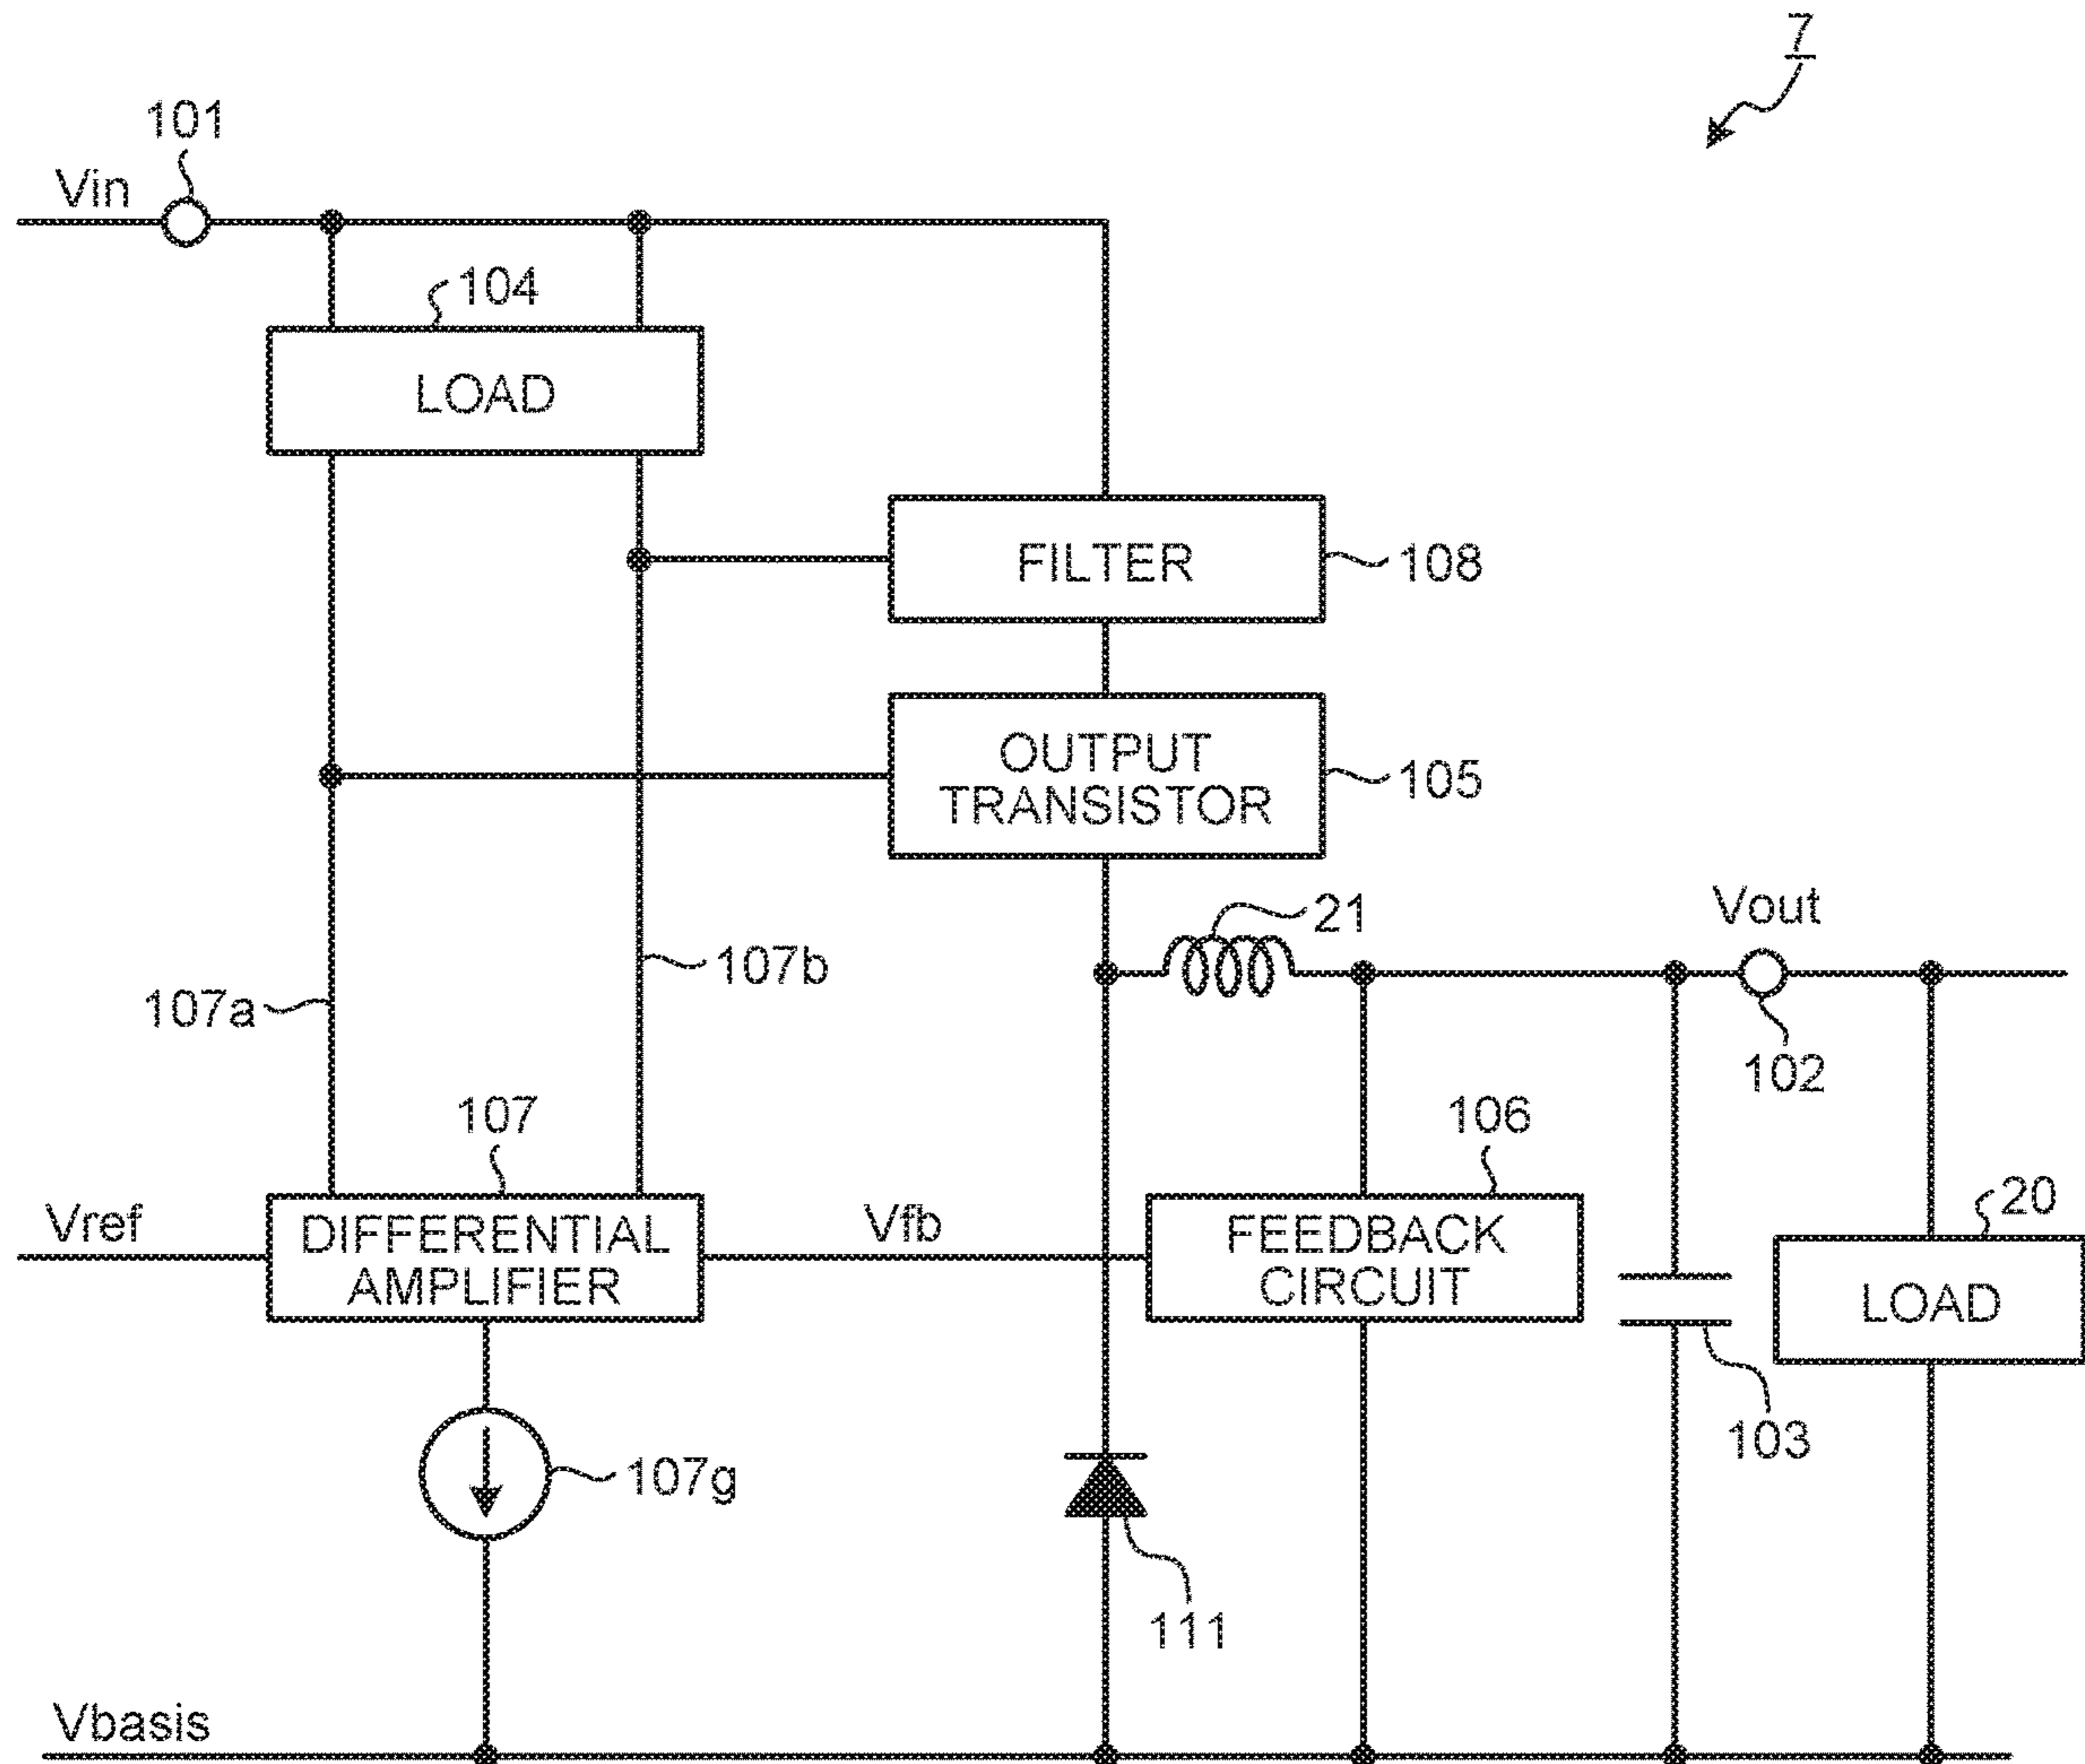 7
101
Vin
104
LOAD
FILTER
108
OUTPUT
TRANSISTOR
105
21
Vout
107b
107a
102
107
106
Vref
DIFFERENTIAL
AMPLIFIER
Vfb
FEEDBACK
CIRCUIT
20
LOAD
103
107g
111
Vbasis